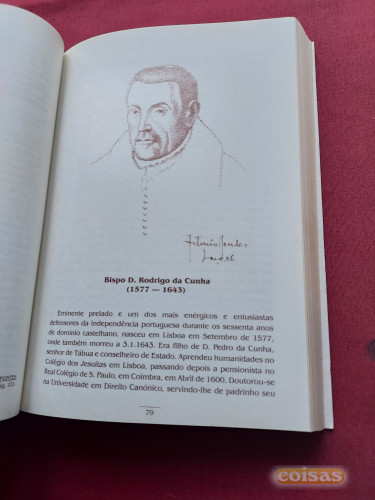 Bispo D. Rodrigo da Cunha
(1577 — 1643)
Eminente prelado e um dos mais enérgicos e entusiastas
defensores da independência portuguesa durante os sessenta anos
de domínio castelhano, nasceu em Lisboa em Setembro de 1577,
onde também morreu a 3.1.1643. Era filho de D. Pedro da Cunha,
senhor de Tábua e conselheiro de Estado. Aprendeu humanidades no
Colégio dos Jesuítas em Lisboa, passando depois a pensionista no
Real Colégio de S. Paulo, em Coimbra, em Abril de 1600. Doutorou-se
na Universidade em Direito Canónico, servindo-lhe de padrinho seu
79
coisas